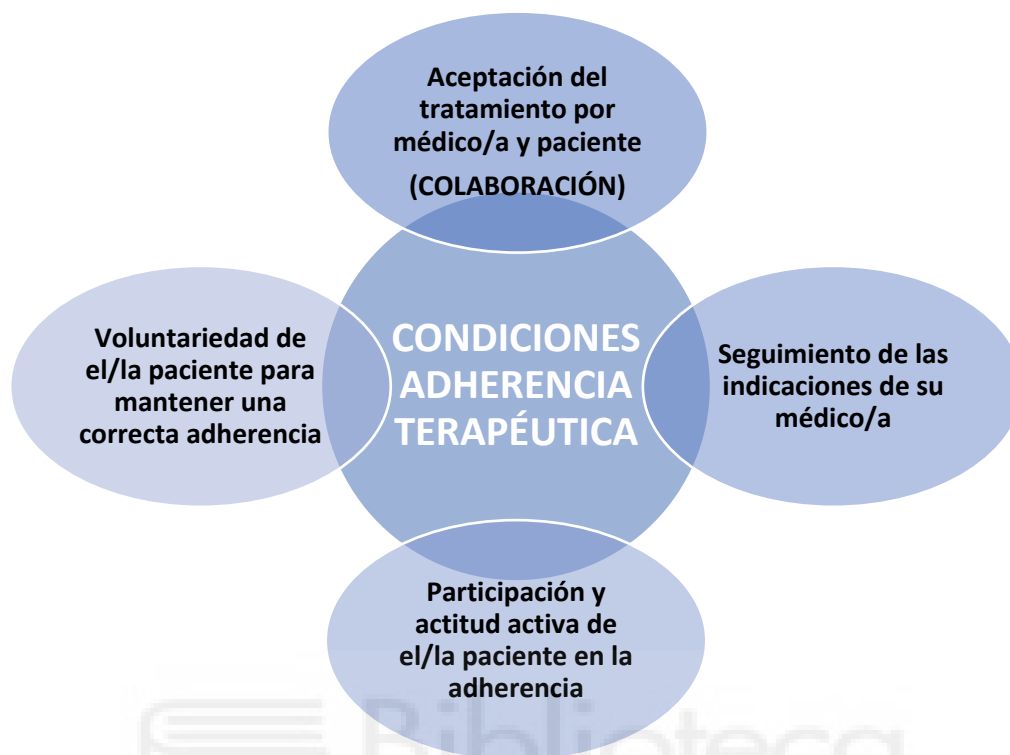 Aceptación del
tratamiento por
médico/a y paciente
(COLABORACIÓN)
Voluntariedad de
el/la paciente para
mantener una
correcta adherencia
CONDICIONES
ADHERENCIA
TERAPÉUTICA
Seguimiento de las
indicaciones de su
médico/a
Participación y
actitud activa de
el/la paciente en la
adherencia
Biblioteca